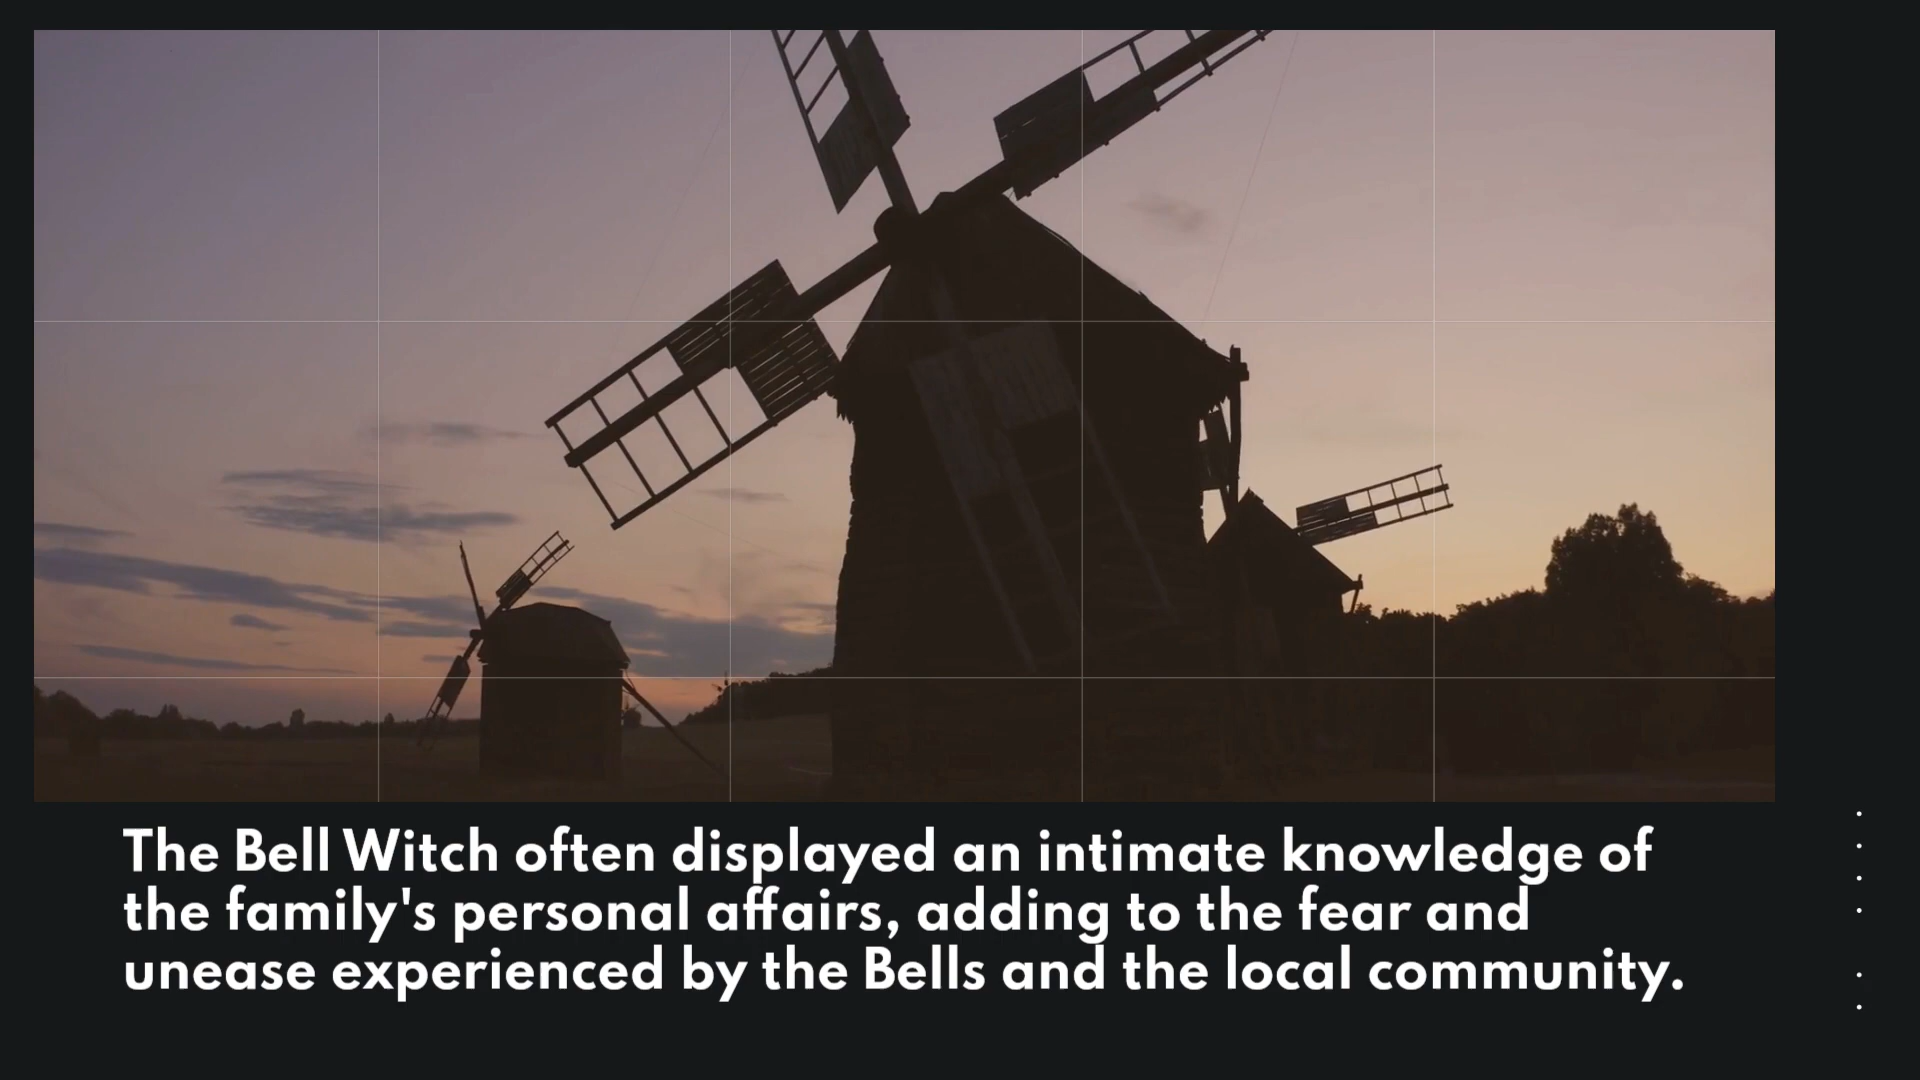 The Bell Witch often displayed an intimate knowledge of
the family's personal affairs, adding to the fear and
unease experienced by the Bells and the local community.